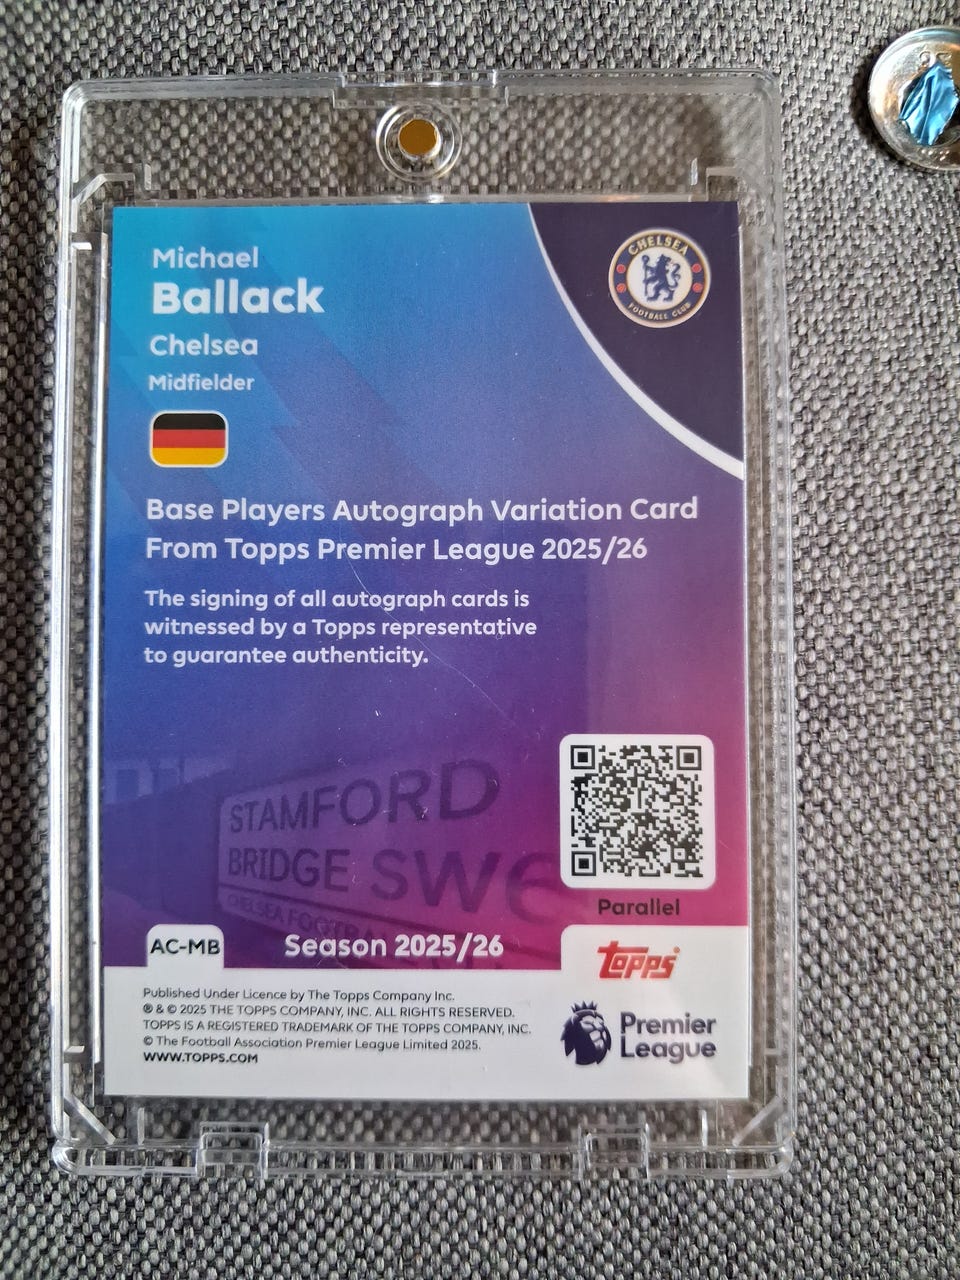 Michael
Ballack
Chelsea
Midfielder
CHELSEA
FOOTBALL CLUB
Base Players Autograph Variation Card
From Topps Premier League 2025/26
The signing of all autograph cards is
witnessed by a Topps representative
to guarantee authenticity.
STAMFORD
BRIDGE SW6
CHELSEA FOOTBALL
Parallel
AC-MB
Season 2025/26
Topps
Published Under Licence by The Topps Company Inc.
® & © 2025 THE TOPPS COMPANY, INC. ALL RIGHTS RESERVED.
TOPPS IS A REGISTERED TRADEMARK OF THE TOPPS COMPANY, INC.
© The Football Association Premier League Limited 2025.
WWW.TOPPS.COM
Premier
League